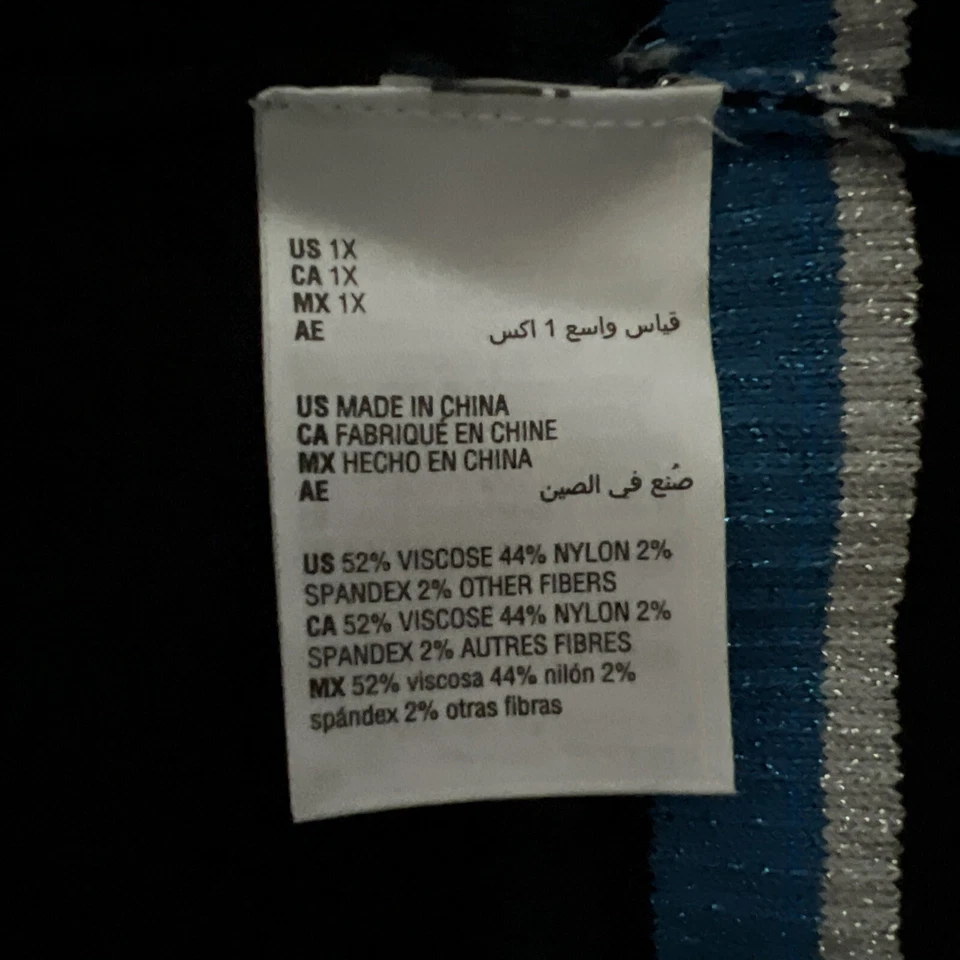 US 1X
CA 1X
MX 1X
AE قياس واسع 1 اكس
US MADE IN CHINA
CA FABRIQUÉ EN CHINE
MX HECHO EN CHINA
AE صُنع في الصين
US 52% VISCOSE 44% NYLON 2%
SPANDEX 2% OTHER FIBERS
CA 52% VISCOSE 44% NYLON 2%
SPANDEX 2% AUTRES FIBRES
MX 52% viscosa 44% nilón 2%
spándex 2% otras fibras